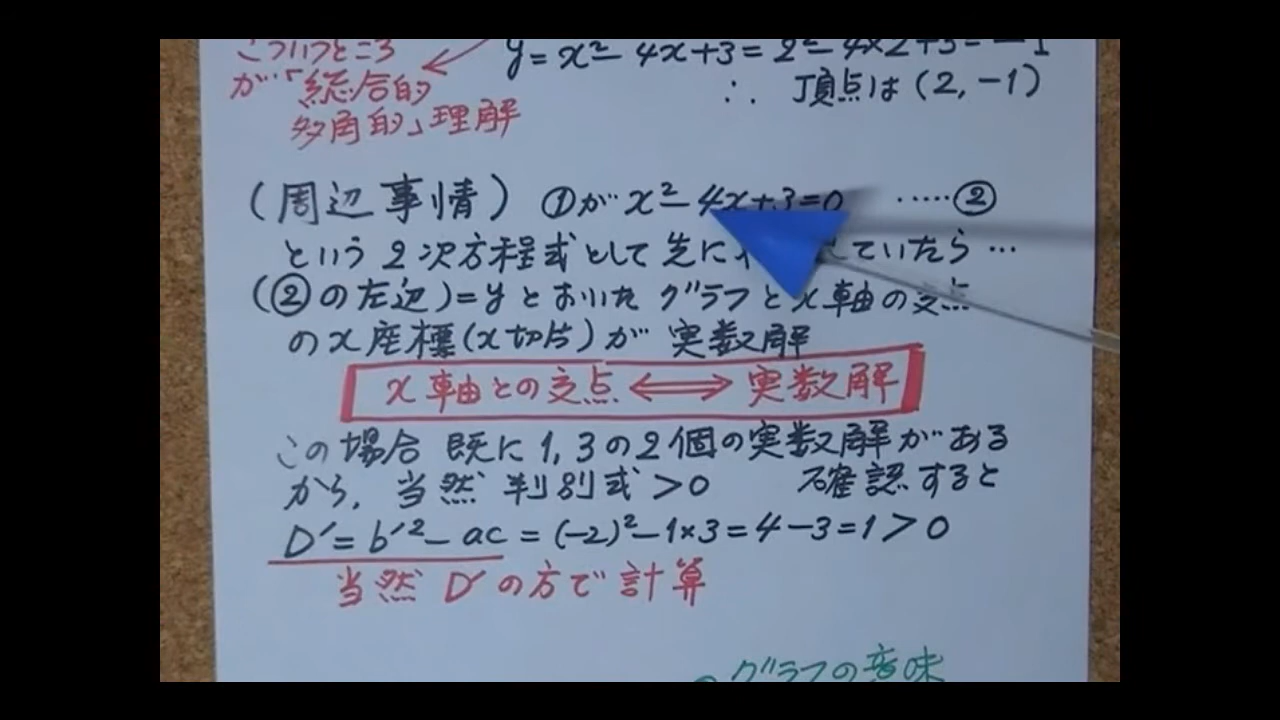 こういうところ
y=x²-4x+3=2²-4×2+3=-1
が「総合的
∴ 頂点は(2,-1)
多角的」理解
(周辺事情) ①が x²-4x+3=0 ……②
という2次方程式として先に ていたら…
(②の左辺)=yとおいたグラフとx軸の交点
のx座標(x切片)が 実数解
x軸との交点 ⟺ 実数解
この場合 既に1,3の2個の実数解がある
から,当然 判別式>0 確認すると
D′=b′²-ac=(-2)²-1×3=4-3=1>0
当然 D′の方で計算
グラフの意味